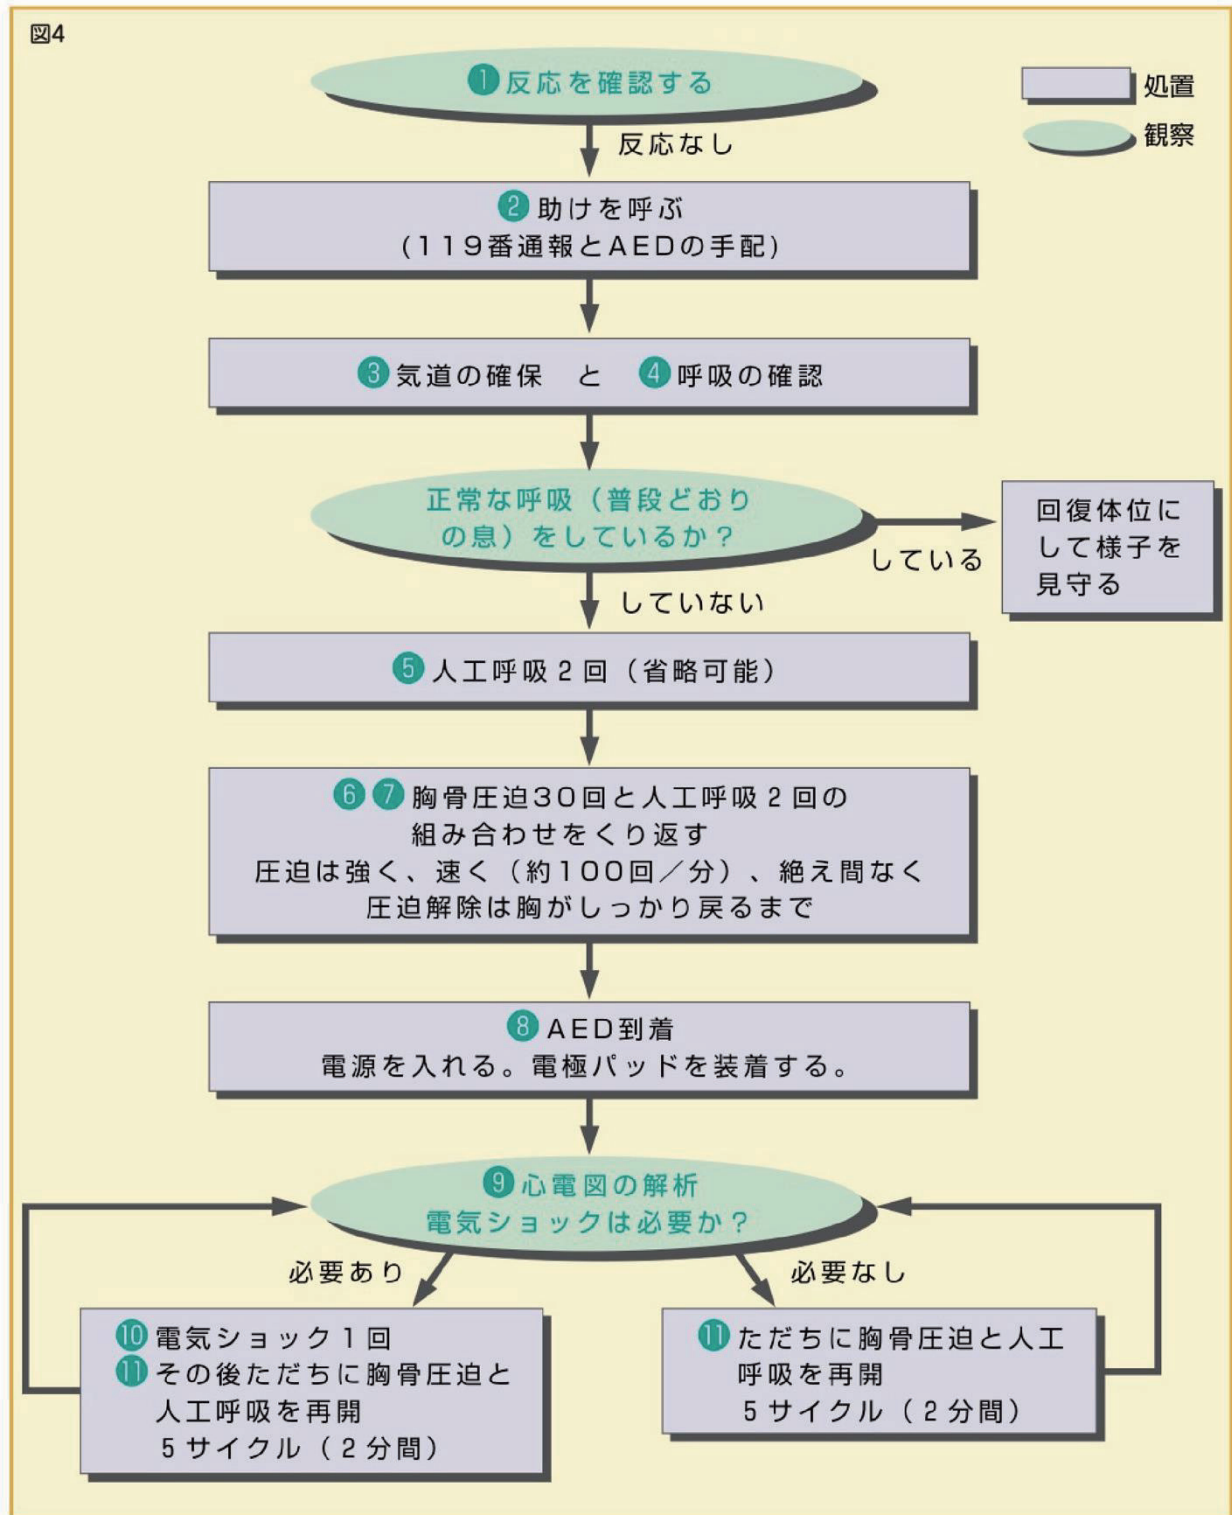 図4
❶反応を確認する
処置
観察
反応なし
❷助けを呼ぶ
(119番通報とAEDの手配)
❸気道の確保 と ❹呼吸の確認
正常な呼吸（普段どおり
の息）をしているか？
している
回復体位に
して様子を
見守る
していない
❺人工呼吸2回（省略可能）
❻❼胸骨圧迫30回と人工呼吸2回の
組み合わせをくり返す
圧迫は強く、速く（約100回／分）、絶え間なく
圧迫解除は胸がしっかり戻るまで
❽AED到着
電源を入れる。電極パッドを装着する。
❾心電図の解析
電気ショックは必要か？
必要あり
必要なし
❿電気ショック1回
⓫その後ただちに胸骨圧迫と
人工呼吸を再開
5サイクル（2分間）
⓫ただちに胸骨圧迫と人工
呼吸を再開
5サイクル（2分間）